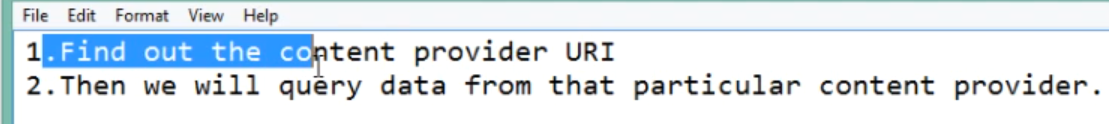 File Edit Format View Help
1.Find out the content provider URI
2.Then we will query data from that particular content provider.